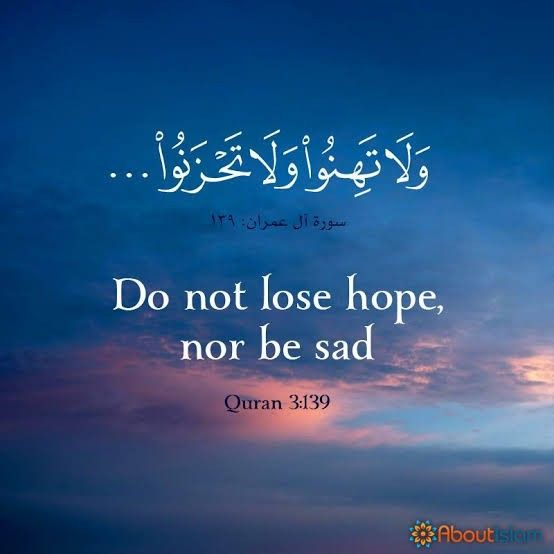 وَلَا تَهِنُوا۟ وَلَا تَحْزَنُوا۟...
سورة آل عمران: ١٣٩
Do not lose hope,
nor be sad
Quran 3:139
AboutIslam